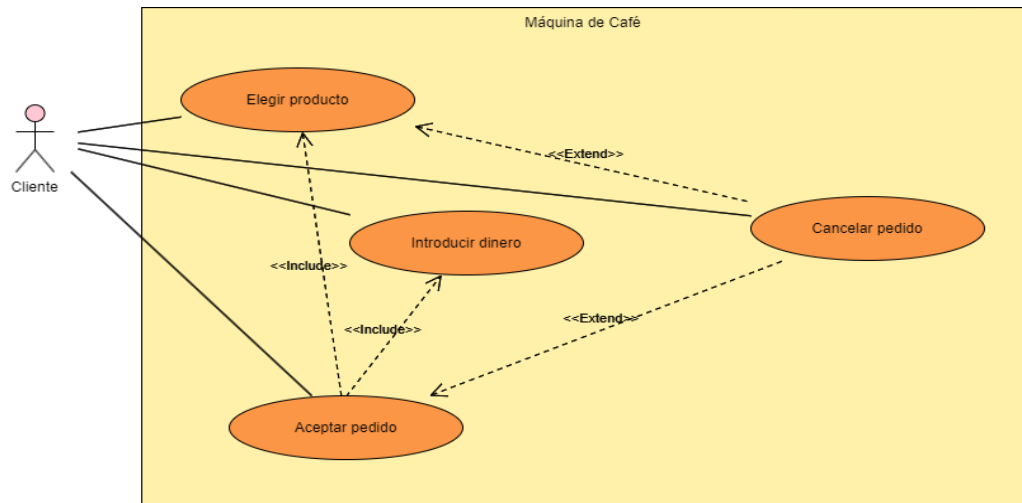 Máquina de Café
Elegir producto
<<Extend>>
Cliente
Introducir dinero
Cancelar pedido
<<Include>>
<<Include>>
<<Extend>>
Aceptar pedido